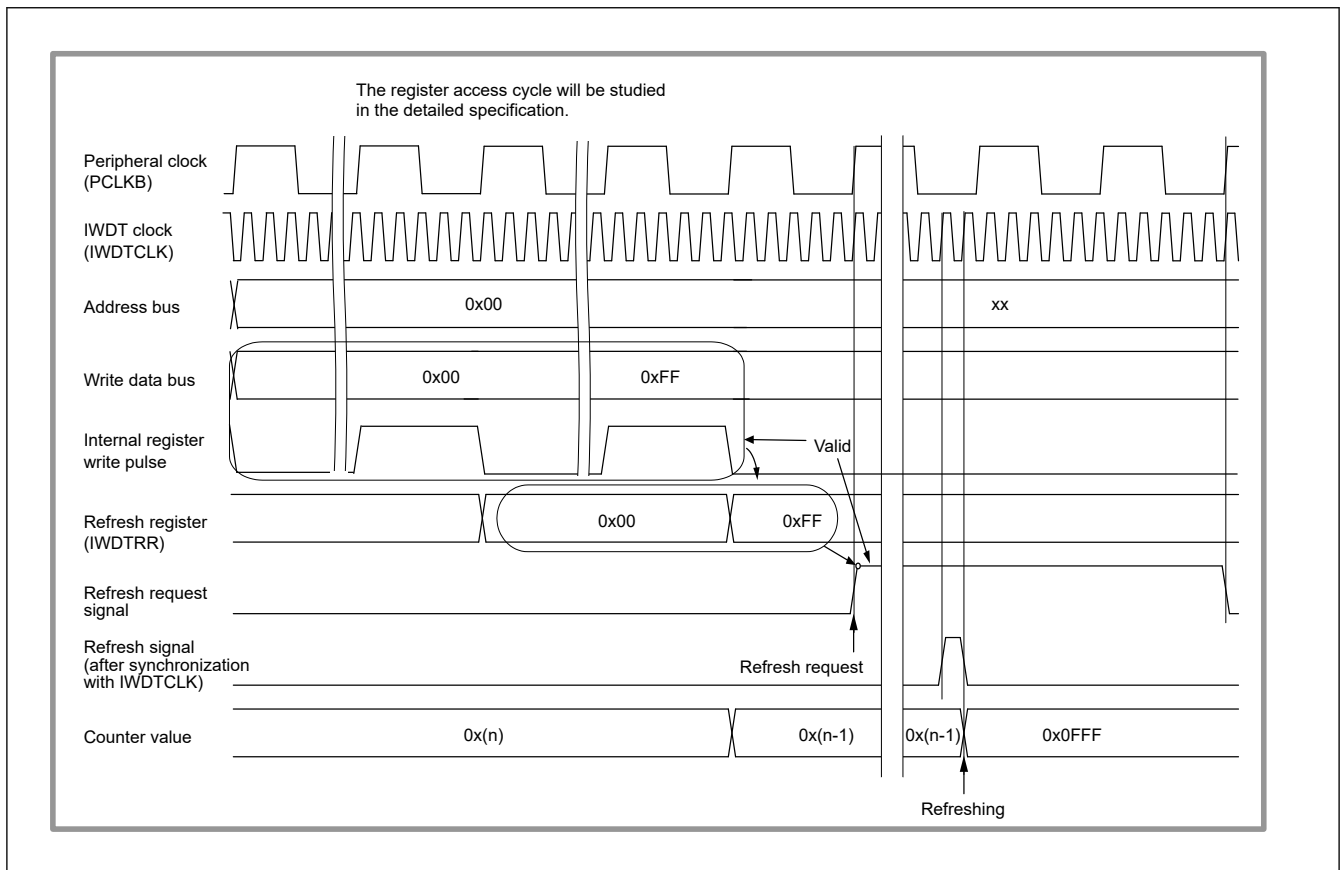 The register access cycle will be studied
in the detailed specification.
Peripheral clock
(PCLKB)
IWDT clock
(IWDTCLK)
Address bus
0x00
xx
Write data bus
0x00
0xFF
Internal register
write pulse
Valid
Refresh register
(IWDTRR)
0x00
0xFF
Refresh request
signal
Refresh signal
(after synchronization
with IWDTCLK)
Refresh request
Counter value
0x(n)
0x(n-1)
0x(n-1)
0x0FFF
Refreshing